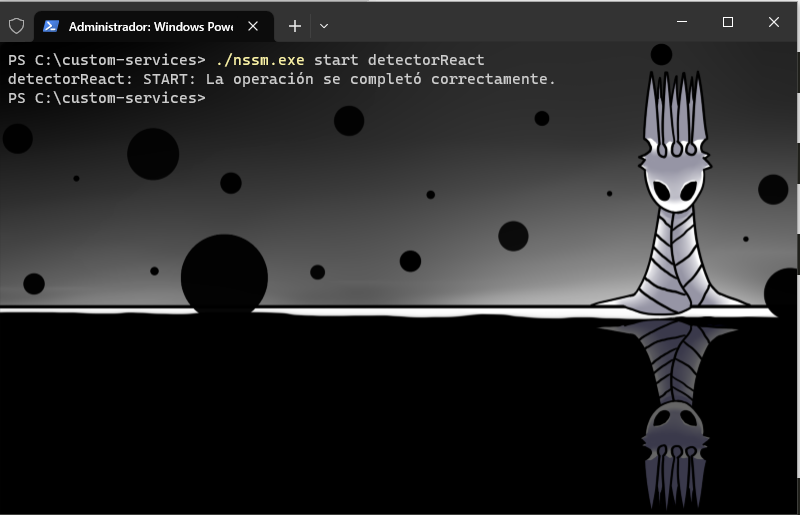 Administrador: Windows Powe
PS C:\custom-services> ./nssm.exe start detectorReact
detectorReact: START: La operación se completó correctamente.
PS C:\custom-services>